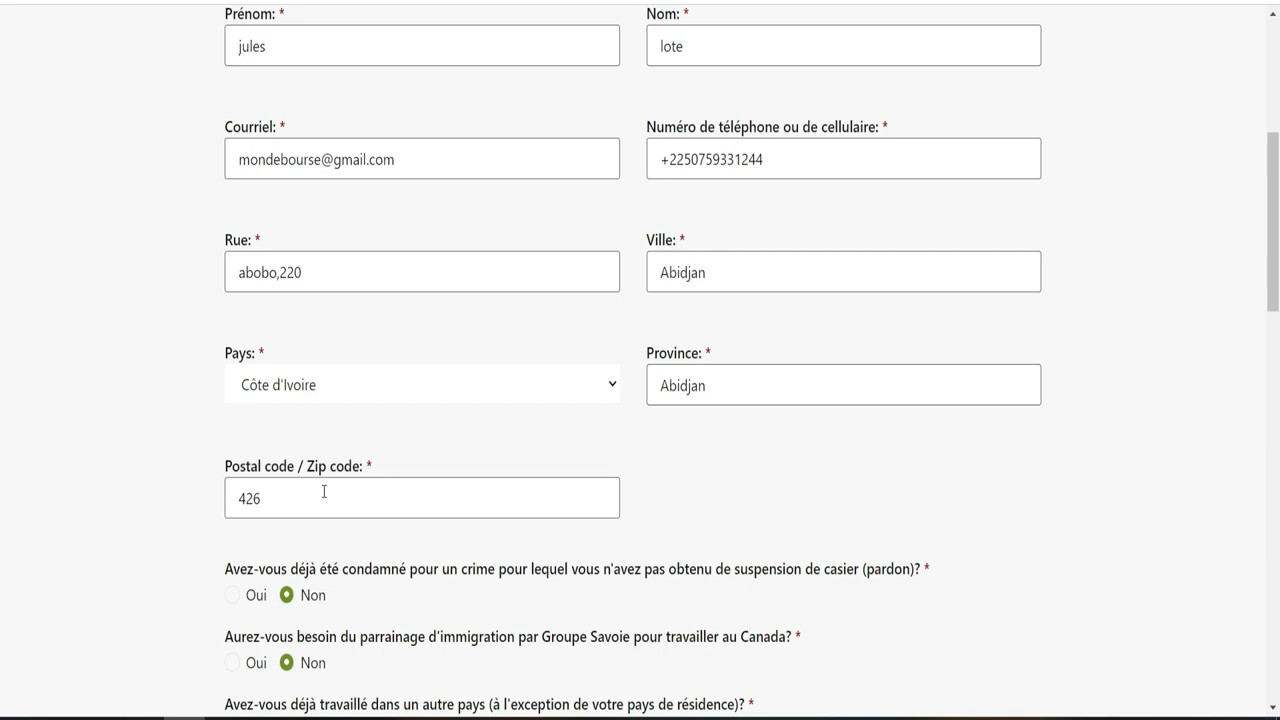 Prénom: * Nom: *
jules lote
Courriel: * Numéro de téléphone ou de cellulaire: *
mondebourse@gmail.com +2250759331244
Rue: * Ville: *
abobo,220 Abidjan
Pays: * Province: *
Côte d'Ivoire Abidjan
Postal code / Zip code: *
426
Avez-vous déjà été condamné pour un crime pour lequel vous n'avez pas obtenu de suspension de casier (pardon)? *
Oui Non
Aurez-vous besoin du parrainage d'immigration par Groupe Savoie pour travailler au Canada? *
Oui Non
Avez-vous déjà travaillé dans un autre pays (à l'exception de votre pays de résidence)? *